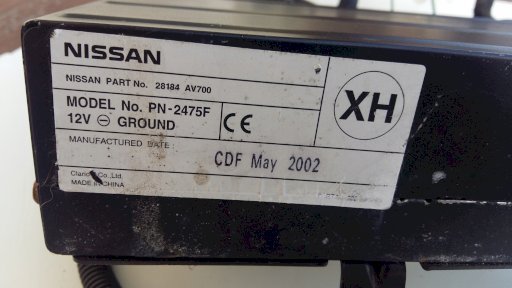 NISSAN
NISSAN PART No. 28184 AV700
MODEL No. PN-2475F
12V ⊖ GROUND
CE
XH
MANUFACTURED DATE :
CDF May 2002
Clarion Co.,Ltd.
MADE IN CHINA